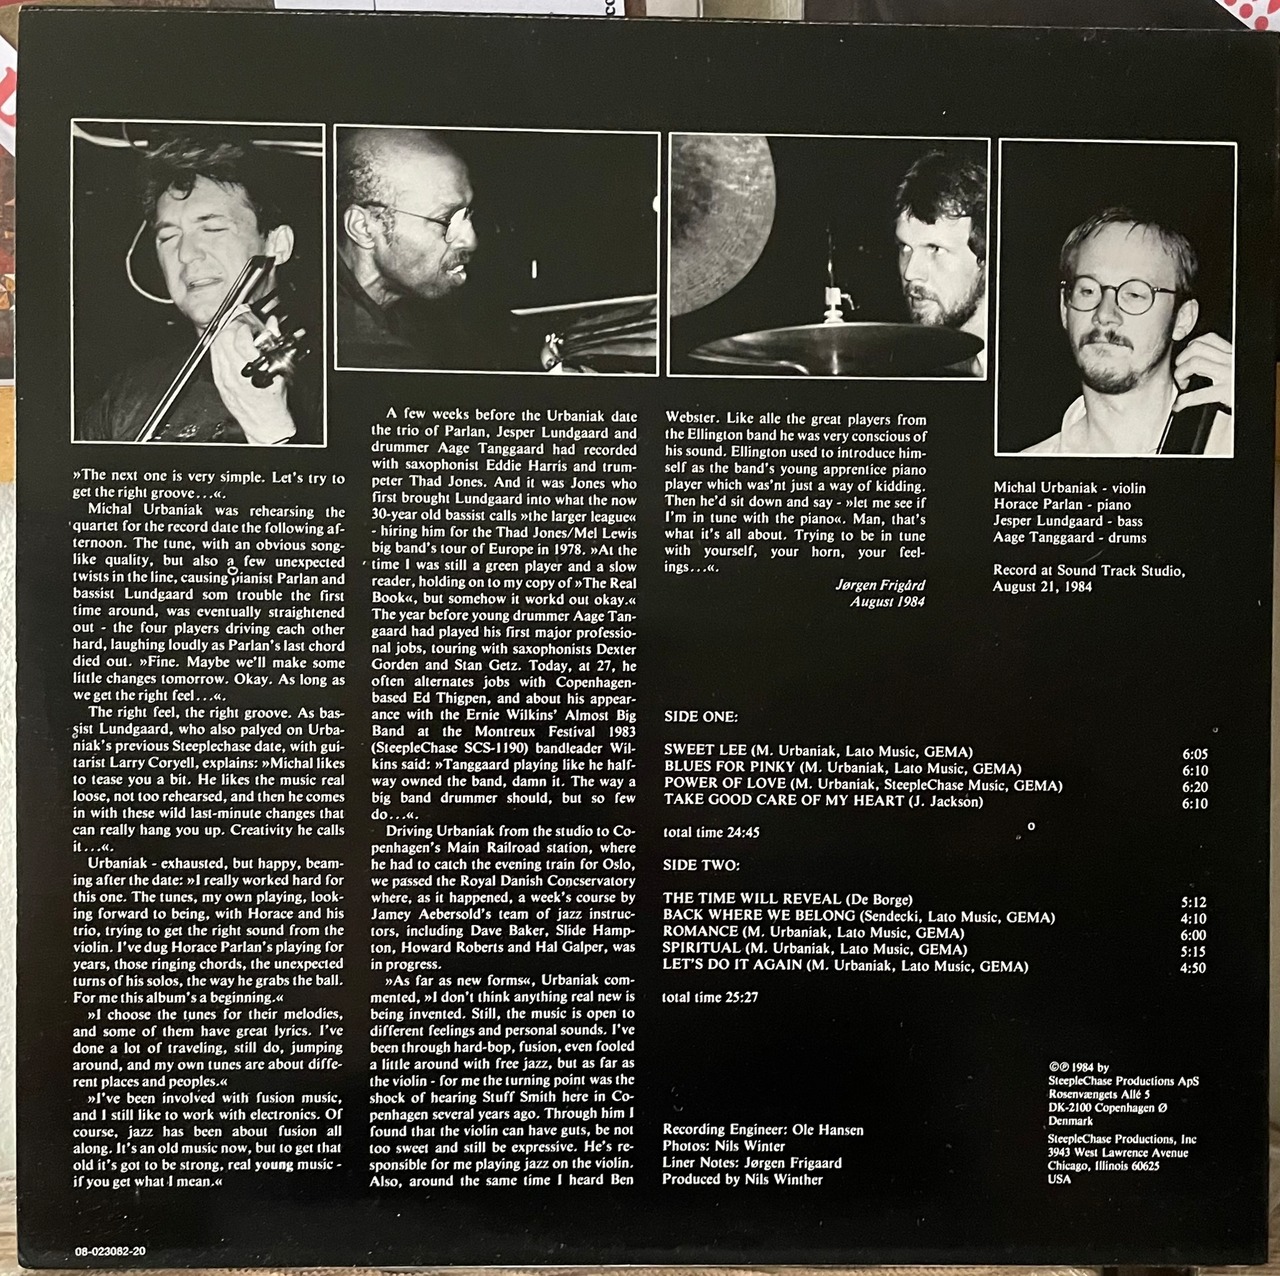 »The next one is very simple. Let's try to
get the right groove...«.
Michal Urbaniak was rehearsing the
quartet for the record date the following af-
ternoon. The tune, with an obvious song-
like quality, but also a few unexpected
twists in the line, causing pianist Parlan and
bassist Lundgaard som trouble the first
time around, was eventually straightened
out - the four players driving each other
hard, laughing loudly as Parlan's last chord
died out. »Fine. Maybe we'll make some
little changes tomorrow. Okay. As long as
we get the right feel...«.
The right feel, the right groove. As bas-
sist Lundgaard, who also palyed on Urba-
niak's previous Steeplechase date, with gui-
tarist Larry Coryell, explains: »Michal likes
to tease you a bit. He likes the music real
loose, not too rehearsed, and then he comes
in with these wild last-minute changes that
can really hang you up. Creativity he calls
it...«.
Urbaniak - exhausted, but happy, beam-
ing after the date: »I really worked hard for
this one. The tunes, my own playing, look-
ing forward to being, with Horace and his
trio, trying to get the right sound from the
violin. I've dug Horace Parlan's playing for
years, those ringing chords, the unexpected
turns of his solos, the way he grabs the ball.
For me this album's a beginning.«
»I choose the tunes for their melodies,
and some of them have great lyrics. I've
done a lot of traveling, still do, jumping
around, and my own tunes are about diffe-
rent places and peoples.«
»I've been involved with fusion music,
and I still like to work with electronics. Of
course, jazz has been about fusion all
along. It's an old music now, but to get that
old it's got to be strong, real young music -
if you get what I mean.«
A few weeks before the Urbaniak date
the trio of Parlan, Jesper Lundgaard and
drummer Aage Tanggaard had recorded
with saxophonist Eddie Harris and trum-
peter Thad Jones. And it was Jones who
first brought Lundgaard into what the now
30-year old bassist calls »the larger league«
- hiring him for the Thad Jones/Mel Lewis
big band's tour of Europe in 1978. »At the
time I was still a green player and a slow
reader, holding on to my copy of »The Real
Book«, but somehow it workd out okay.«
The year before young drummer Aage Tan-
gaard had played his first major professio-
nal jobs, touring with saxophonists Dexter
Gorden and Stan Getz. Today, at 27, he
often alternates jobs with Copenhagen-
based Ed Thigpen, and about his appear-
ance with the Ernie Wilkins' Almost Big
Band at the Montreux Festival 1983
(SteepleChase SCS-1190) bandleader Wil-
kins said: »Tanggaard playing like he half-
way owned the band, damn it. The way a
big band drummer should, but so few
do...«.
Driving Urbaniak from the studio to Co-
penhagen's Main Railroad station, where
he had to catch the evening train for Oslo,
we passed the Royal Danish Concservatory
where, as it happened, a week's course by
Jamey Aebersold's team of jazz instruc-
tors, including Dave Baker, Slide Hamp-
ton, Howard Roberts and Hal Galper, was
in progress.
»As far as new forms«, Urbaniak com-
mented, »I don't think anything real new is
being invented. Still, the music is open to
different feelings and personal sounds. I've
been through hard-bop, fusion, even fooled
a little around with free jazz, but as far as
the violin - for me the turning point was the
shock of hearing Stuff Smith here in Co-
penhagen several years ago. Through him I
found that the violin can have guts, be not
too sweet and still be expressive. He's re-
sponsible for me playing jazz on the violin.
Also, around the same time I heard Ben
Webster. Like alle the great players from
the Ellington band he was very conscious of
his sound. Ellington used to introduce him-
self as the band's young apprentice piano
player which was'nt just a way of kidding.
Then he'd sit down and say - »let me see if
I'm in tune with the piano«. Man, that's
what it's all about. Trying to be in tune
with yourself, your horn, your feel-
ings...«.
Jørgen Frigård
August 1984
Michal Urbaniak - violin
Horace Parlan - piano
Jesper Lundgaard - bass
Aage Tanggaard - drums
Record at Sound Track Studio,
August 21, 1984
SIDE ONE:
SWEET LEE (M. Urbaniak, Lato Music, GEMA) 6:05
BLUES FOR PINKY (M. Urbaniak, Lato Music, GEMA) 6:10
POWER OF LOVE (M. Urbaniak, SteepleChase Music, GEMA) 6:20
TAKE GOOD CARE OF MY HEART (J. Jackson) 6:10
total time 24:45
SIDE TWO:
THE TIME WILL REVEAL (De Borge) 5:12
BACK WHERE WE BELONG (Sendecki, Lato Music, GEMA) 4:10
ROMANCE (M. Urbaniak, Lato Music, GEMA) 6:00
SPIRITUAL (M. Urbaniak, Lato Music, GEMA) 5:15
LET'S DO IT AGAIN (M. Urbaniak, Lato Music, GEMA) 4:50
total time 25:27
Recording Engineer: Ole Hansen
Photos: Nils Winter
Liner Notes: Jørgen Frigaard
Produced by Nils Winther
©℗ 1984 by
SteepleChase Productions ApS
Rosenvængets Allé 5
DK-2100 Copenhagen Ø
Denmark
SteepleChase Productions, Inc
3943 West Lawrence Avenue
Chicago, Illinois 60625
USA
08-023082-20